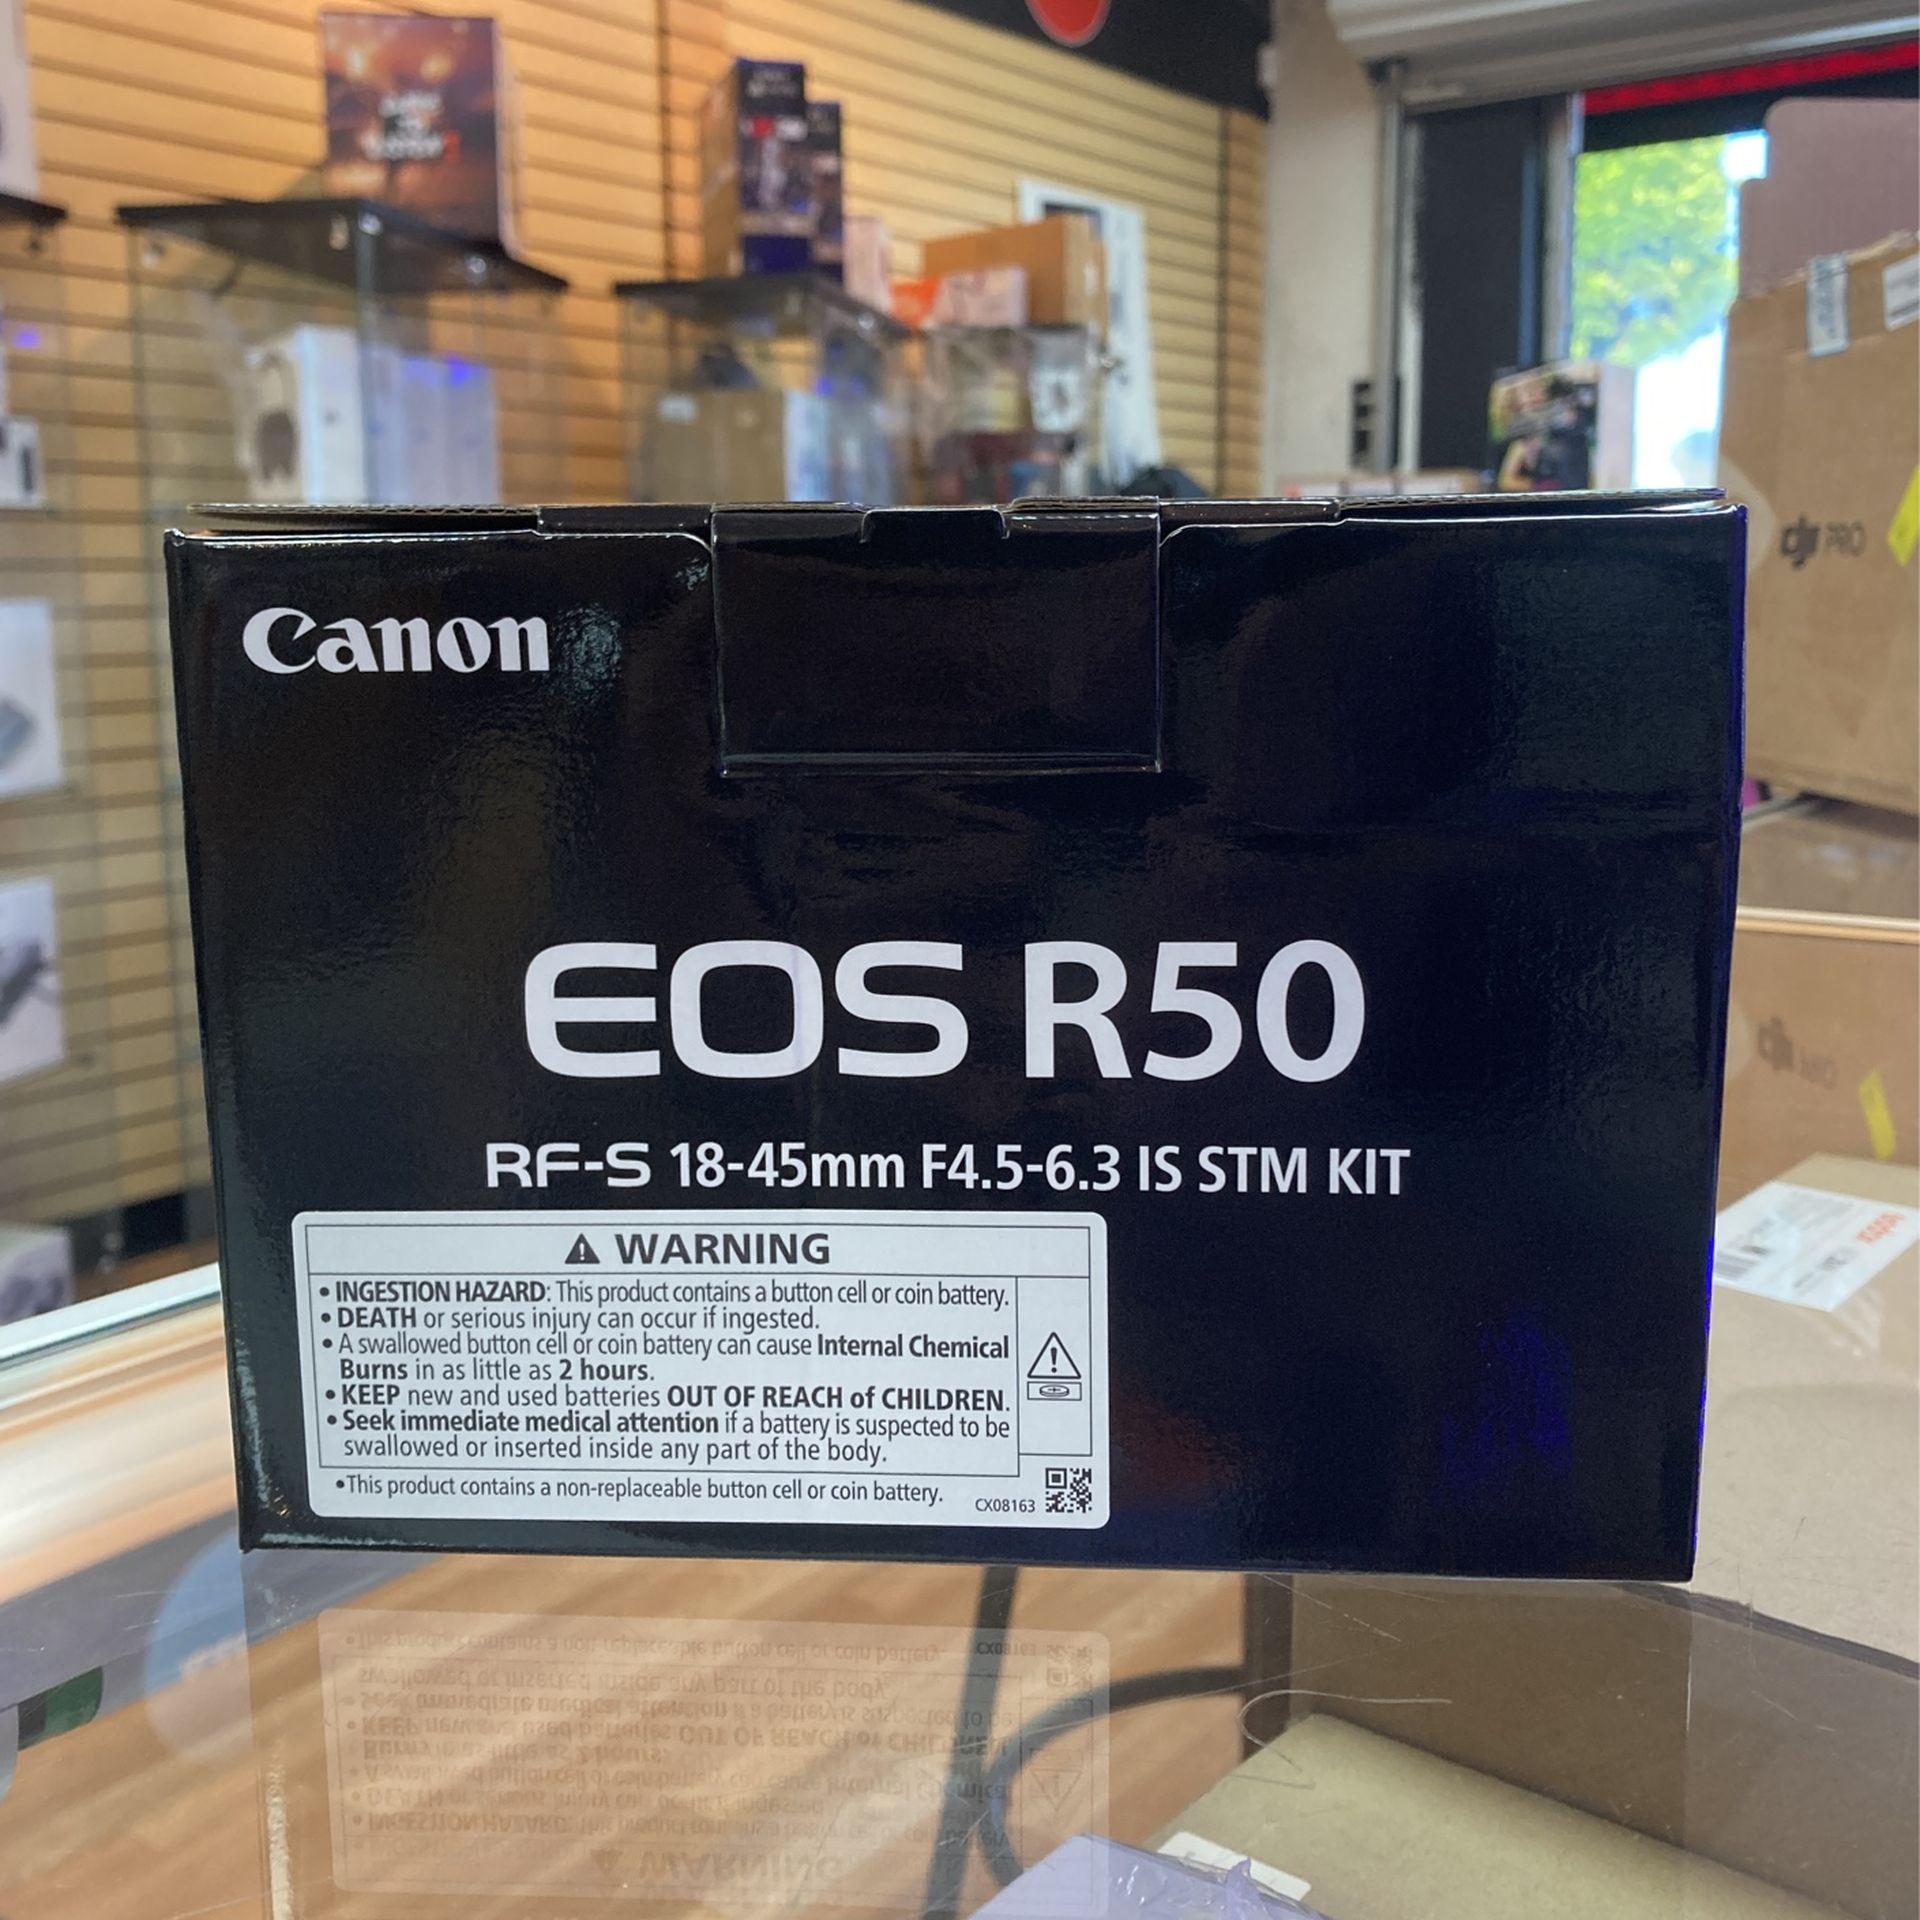 Canon
EOS R50
RF-S 18-45mm F4.5-6.3 IS STM KIT
⚠ WARNING
• INGESTION HAZARD: This product contains a button cell or coin battery.
• DEATH or serious injury can occur if ingested.
• A swallowed button cell or coin battery can cause Internal Chemical
Burns in as little as 2 hours.
• KEEP new and used batteries OUT OF REACH of CHILDREN.
• Seek immediate medical attention if a battery is suspected to be
swallowed or inserted inside any part of the body.
•This product contains a non-replaceable button cell or coin battery.
CX08163
dji PRO